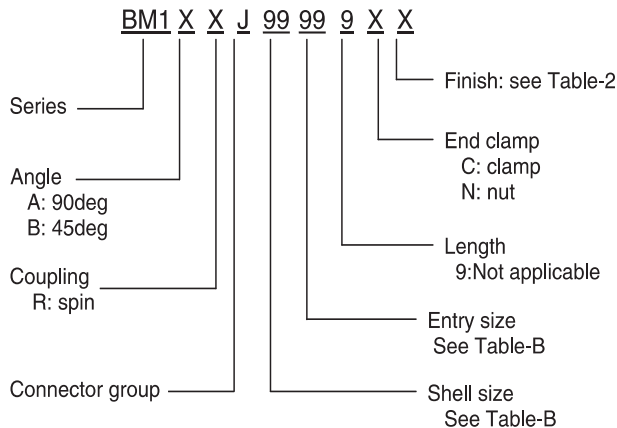 BM1 X X J 99 99 9 X X
Finish: see Table-2
Series
End clamp
C: clamp
N: nut
Angle
A: 90deg
B: 45deg
Length
9:Not applicable
Coupling
R: spin
Entry size
See Table-B
Connector group
Shell size
See Table-B